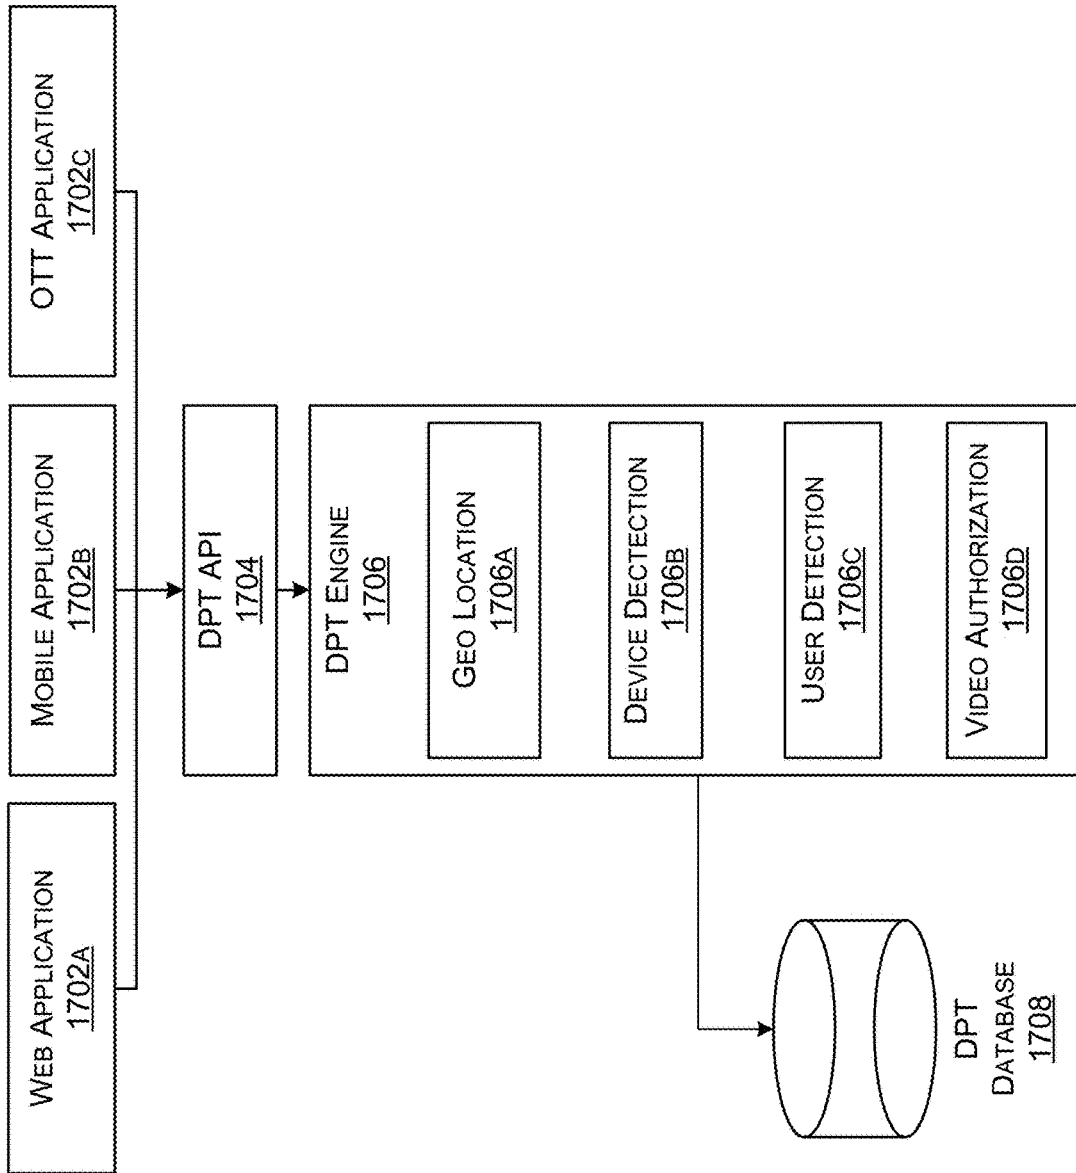 WEB APPLICATION
1702A
MOBILE APPLICATION
1702B
OTT APPLICATION
1702C
DPT API
1704
DPT ENGINE
1706
GEO LOCATION
1706A
DEVICE DECTECTION
1706B
USER DETECTION
1706C
VIDEO AUTHORIZATION
1706D
DPT
DATABASE
1708